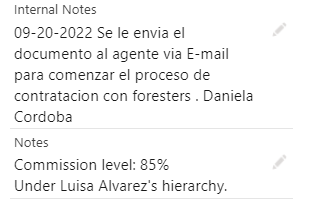 Internal Notes
09-20-2022 Se le envia el
documento al agente via E-mail
para comenzar el proceso de
contratacion con foresters . Daniela
Cordoba
Notes
Commission level: 85%
Under Luisa Alvarez's hierarchy.